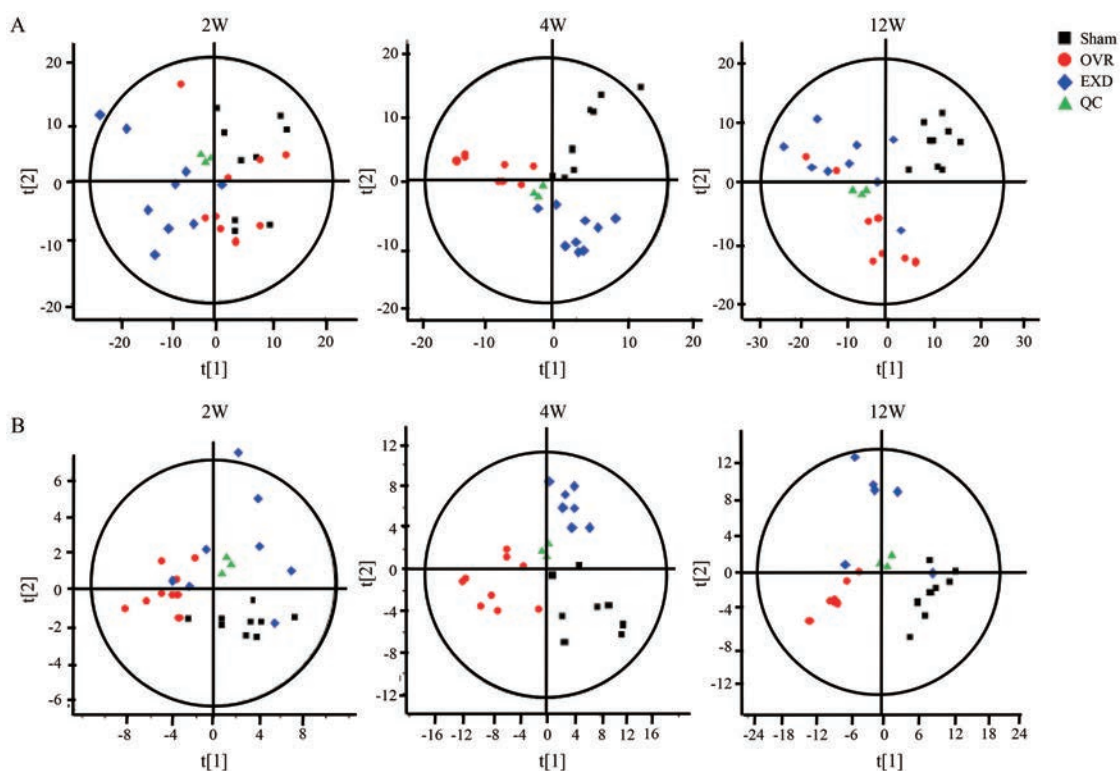 A
2W
4W
12W
Sham
OVR
EXD
QC
t[2]
20
10
0
-10
-20
-20 -10 0 10 20
t[1]
t[2]
20
10
0
-10
-20
-20 -10 0 10 20
t[1]
t[2]
20
10
0
-10
-20
-30 -20 -10 0 10 20 30
t[1]
B
2W
4W
12W
t[2]
6
4
2
0
-2
-4
-6
-8 -4 0 4 8
t[1]
t[2]
12
8
4
0
-4
-8
-12
-16 -12 -8 -4 0 4 8 12 16
t[1]
t[2]
12
8
4
0
-4
-8
-12
-24 -18 -12 -6 0 6 12 18 24
t[1]